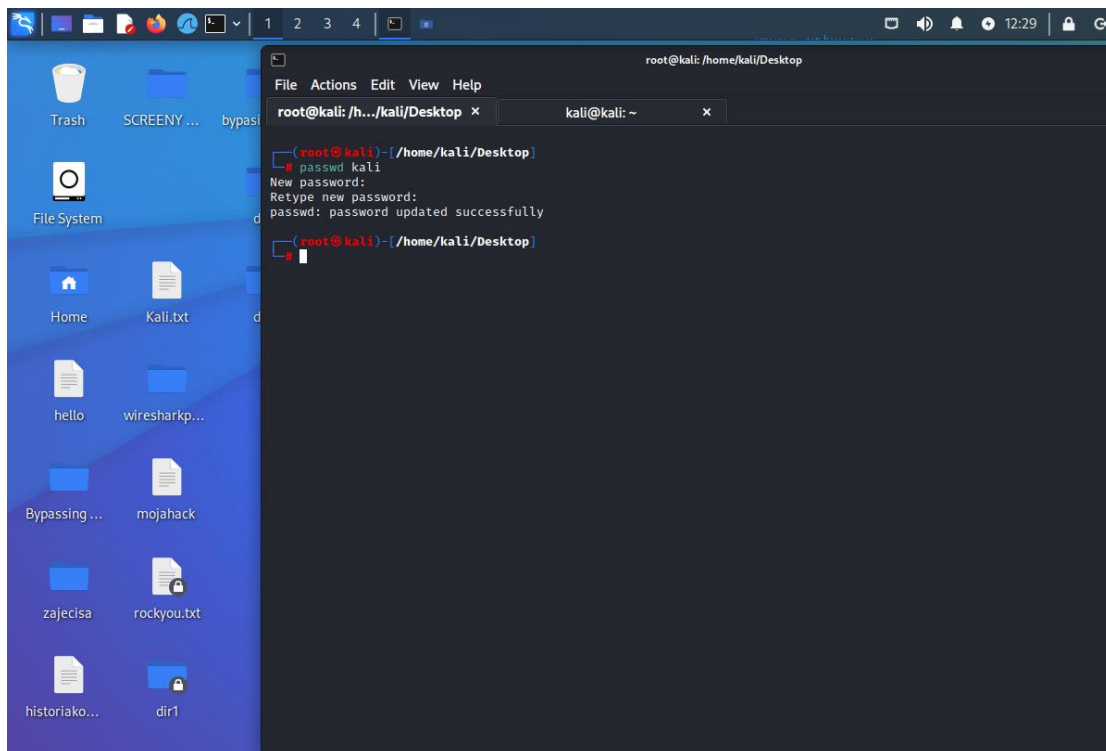 1 2 3 4 12:29
root@kali: /home/kali/Desktop
File Actions Edit View Help
root@kali: /h.../kali/Desktop × kali@kali: ~ ×
(root㉿kali)-[/home/kali/Desktop]
# passwd kali
New password:
Retype new password:
passwd: password updated successfully
(root㉿kali)-[/home/kali/Desktop]
#
Trash SCREENY ... bypasi
File System d
Home Kali.txt d
hello wiresharkp...
Bypassing ... mojahack
zajecisa rockyou.txt
historiako... dir1